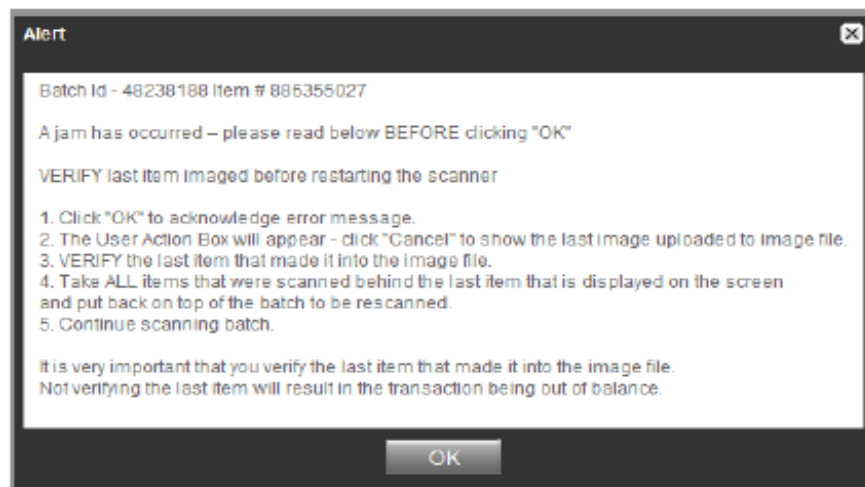 Alert
Batch Id - 48238188 Item # 886355027
A jam has occurred – please read below BEFORE clicking "OK"
VERIFY last item imaged before restarting the scanner
1. Click "OK" to acknowledge error message.
2. The User Action Box will appear - click "Cancel" to show the last image uploaded to image file.
3. VERIFY the last item that made it into the image file.
4. Take ALL items that were scanned behind the last item that is displayed on the screen
and put back on top of the batch to be rescanned.
5. Continue scanning batch.
It is very important that you verify the last item that made it into the image file.
Not verifying the last item will result in the transaction being out of balance.
OK